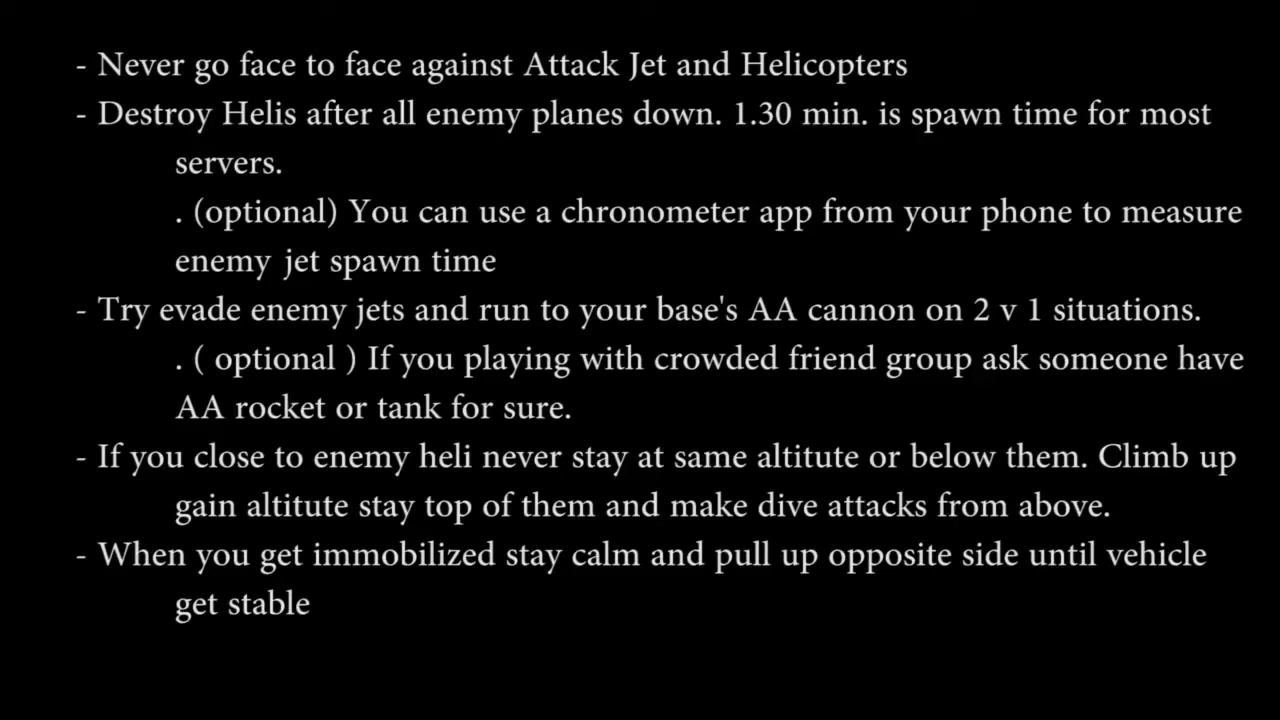 - Never go face to face against Attack Jet and Helicopters
- Destroy Helis after all enemy planes down. 1.30 min. is spawn time for most
servers.
. (optional) You can use a chronometer app from your phone to measure
enemy jet spawn time
- Try evade enemy jets and run to your base's AA cannon on 2 v 1 situations.
. ( optional ) If you playing with crowded friend group ask someone have
AA rocket or tank for sure.
- If you close to enemy heli never stay at same altitute or below them. Climb up
gain altitute stay top of them and make dive attacks from above.
- When you get immobilized stay calm and pull up opposite side until vehicle
get stable